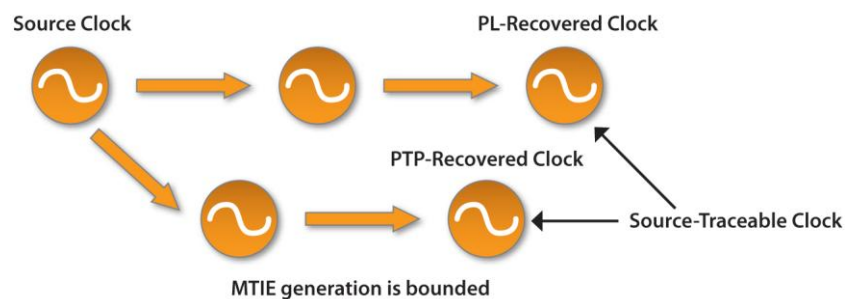 Source Clock
PL-Recovered Clock
PTP-Recovered Clock
Source-Traceable Clock
MTIE generation is bounded